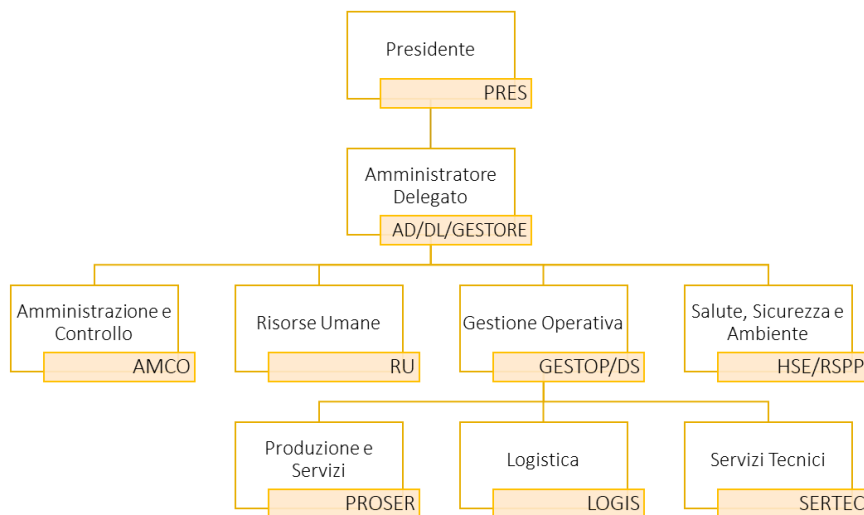 Presidente
PRES
Amministratore
Delegato
AD/DL/GESTORE
Amministrazione e
Controllo
AMCO
Risorse Umane
RU
Gestione Operativa
GESTOP/DS
Salute, Sicurezza e
Ambiente
HSE/RSPP
Produzione e
Servizi
PROSER
Logistica
LOGIS
Servizi Tecnici
SERTEC